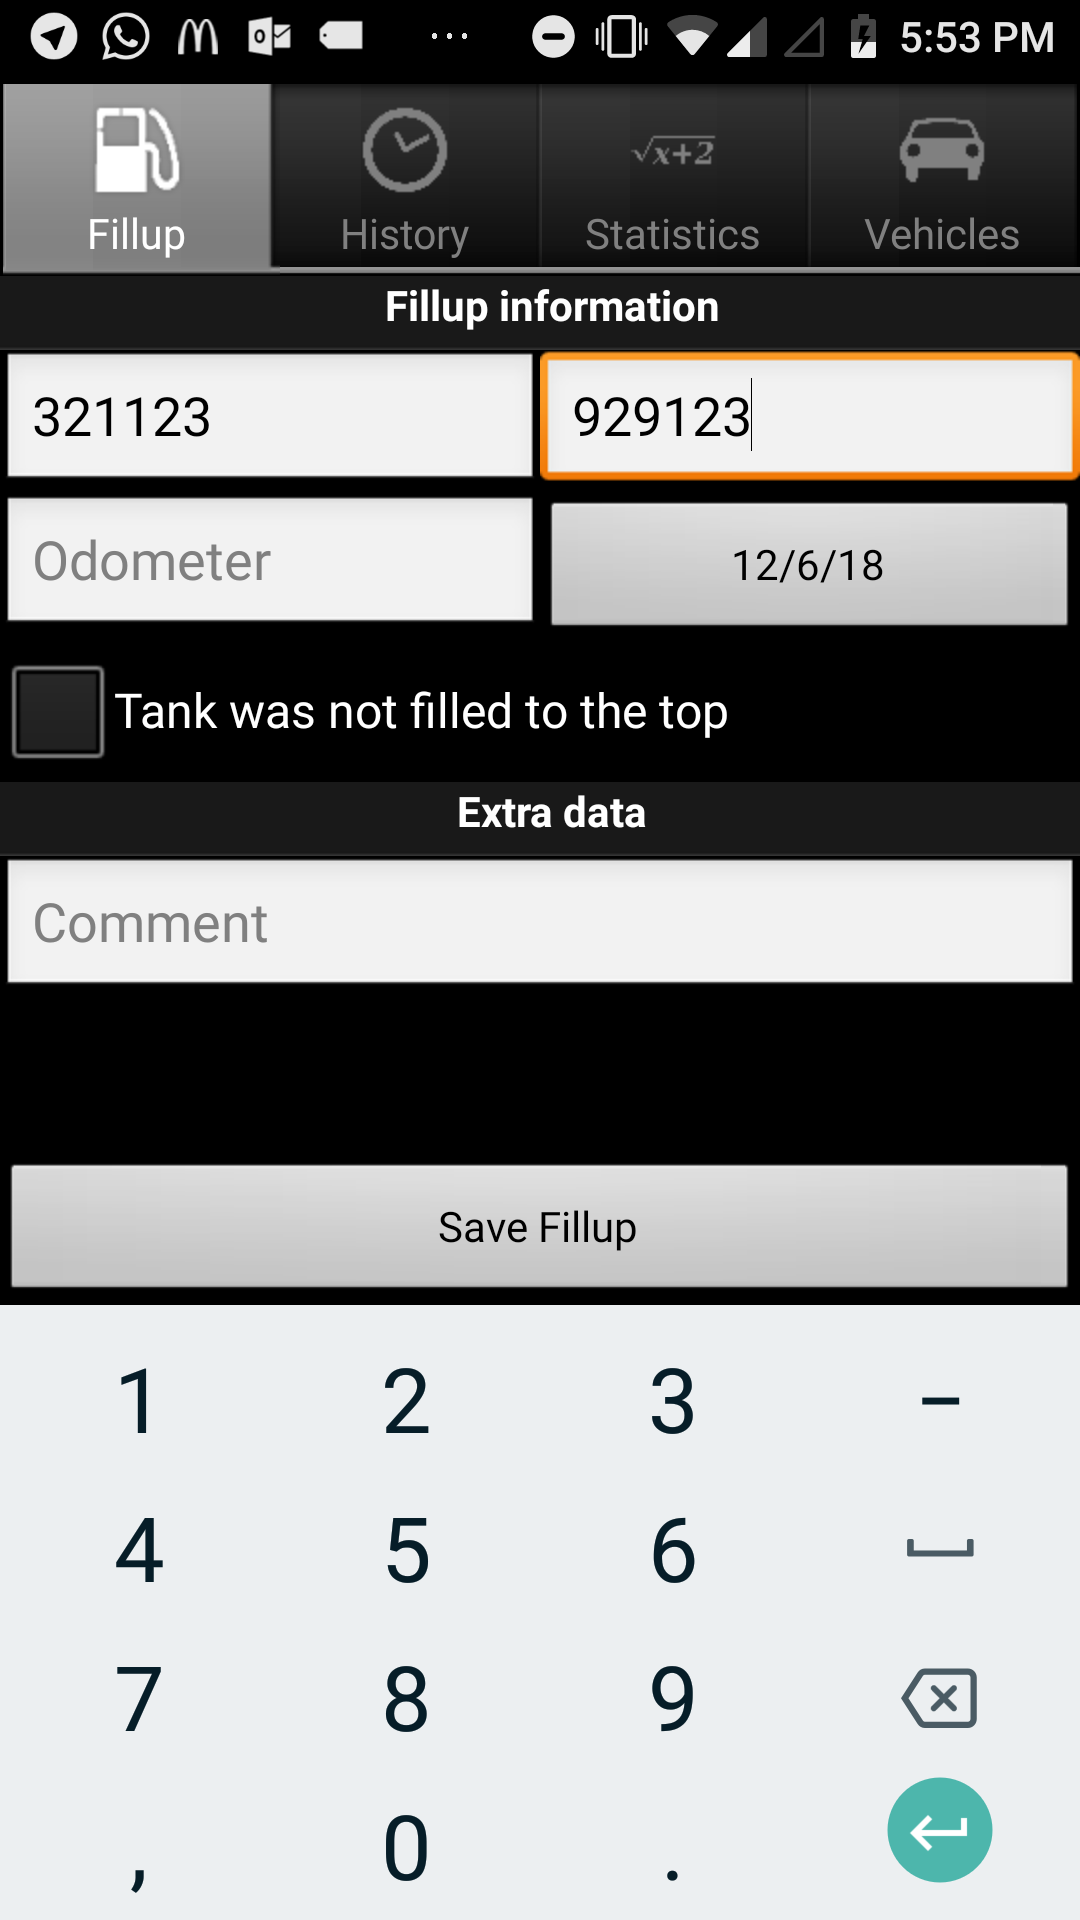 5:53 PM
√x+2
Fillup History Statistics Vehicles
Fillup information
321123 929123
Odometer 12/6/18
Tank was not filled to the top
Extra data
Comment
Save Fillup
1 2 3 –
4 5 6
7 8 9
, 0 .